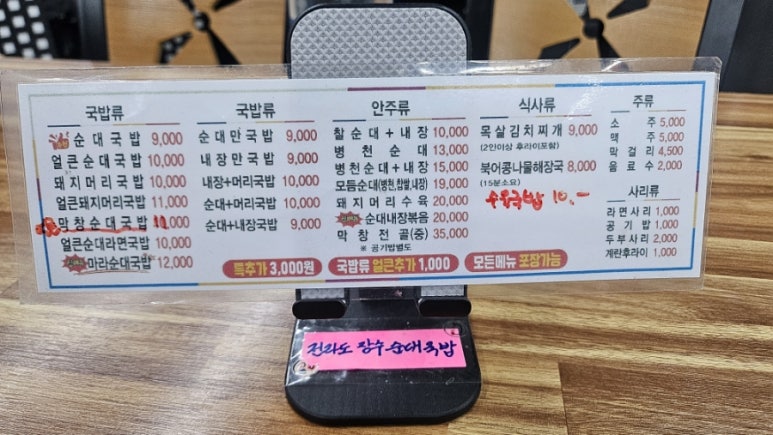 국밥류
순대국밥 9,000
얼큰순대국밥 10,000
돼지머리국밥 10,000
얼큰돼지머리국밥 11,000
막창순대국밥 11,000
얼큰순대라면국밥 10,000
마라순대국밥 12,000
국밥류
순대만국밥 9,000
내장만국밥 9,000
내장+머리국밥 10,000
순대+머리국밥 10,000
순대+내장국밥 9,000
안주류
찰순대+내장 10,000
병천순대 13,000
병천순대+내장 15,000
모듬순대(병천,찹쌀,내장) 19,000
돼지머리수육 20,000
순대내장볶음 20,000
막창전골(중) 35,000
※ 공기밥별도
식사류
목살김치찌개 9,000
(2인이상 후라이포함)
북어콩나물해장국 8,000
(15분소요)
국밥 10.-
주류
소주 5,000
맥주 5,000
막걸리 4,500
음료수 2,000
사리류
라면사리 1,000
공기밥 1,000
두부사리 2,000
계란후라이 1,000
특추가 3,000원
국밥류 얼큰추가 1,000
모든메뉴 포장가능
전라도 장수순대국밥